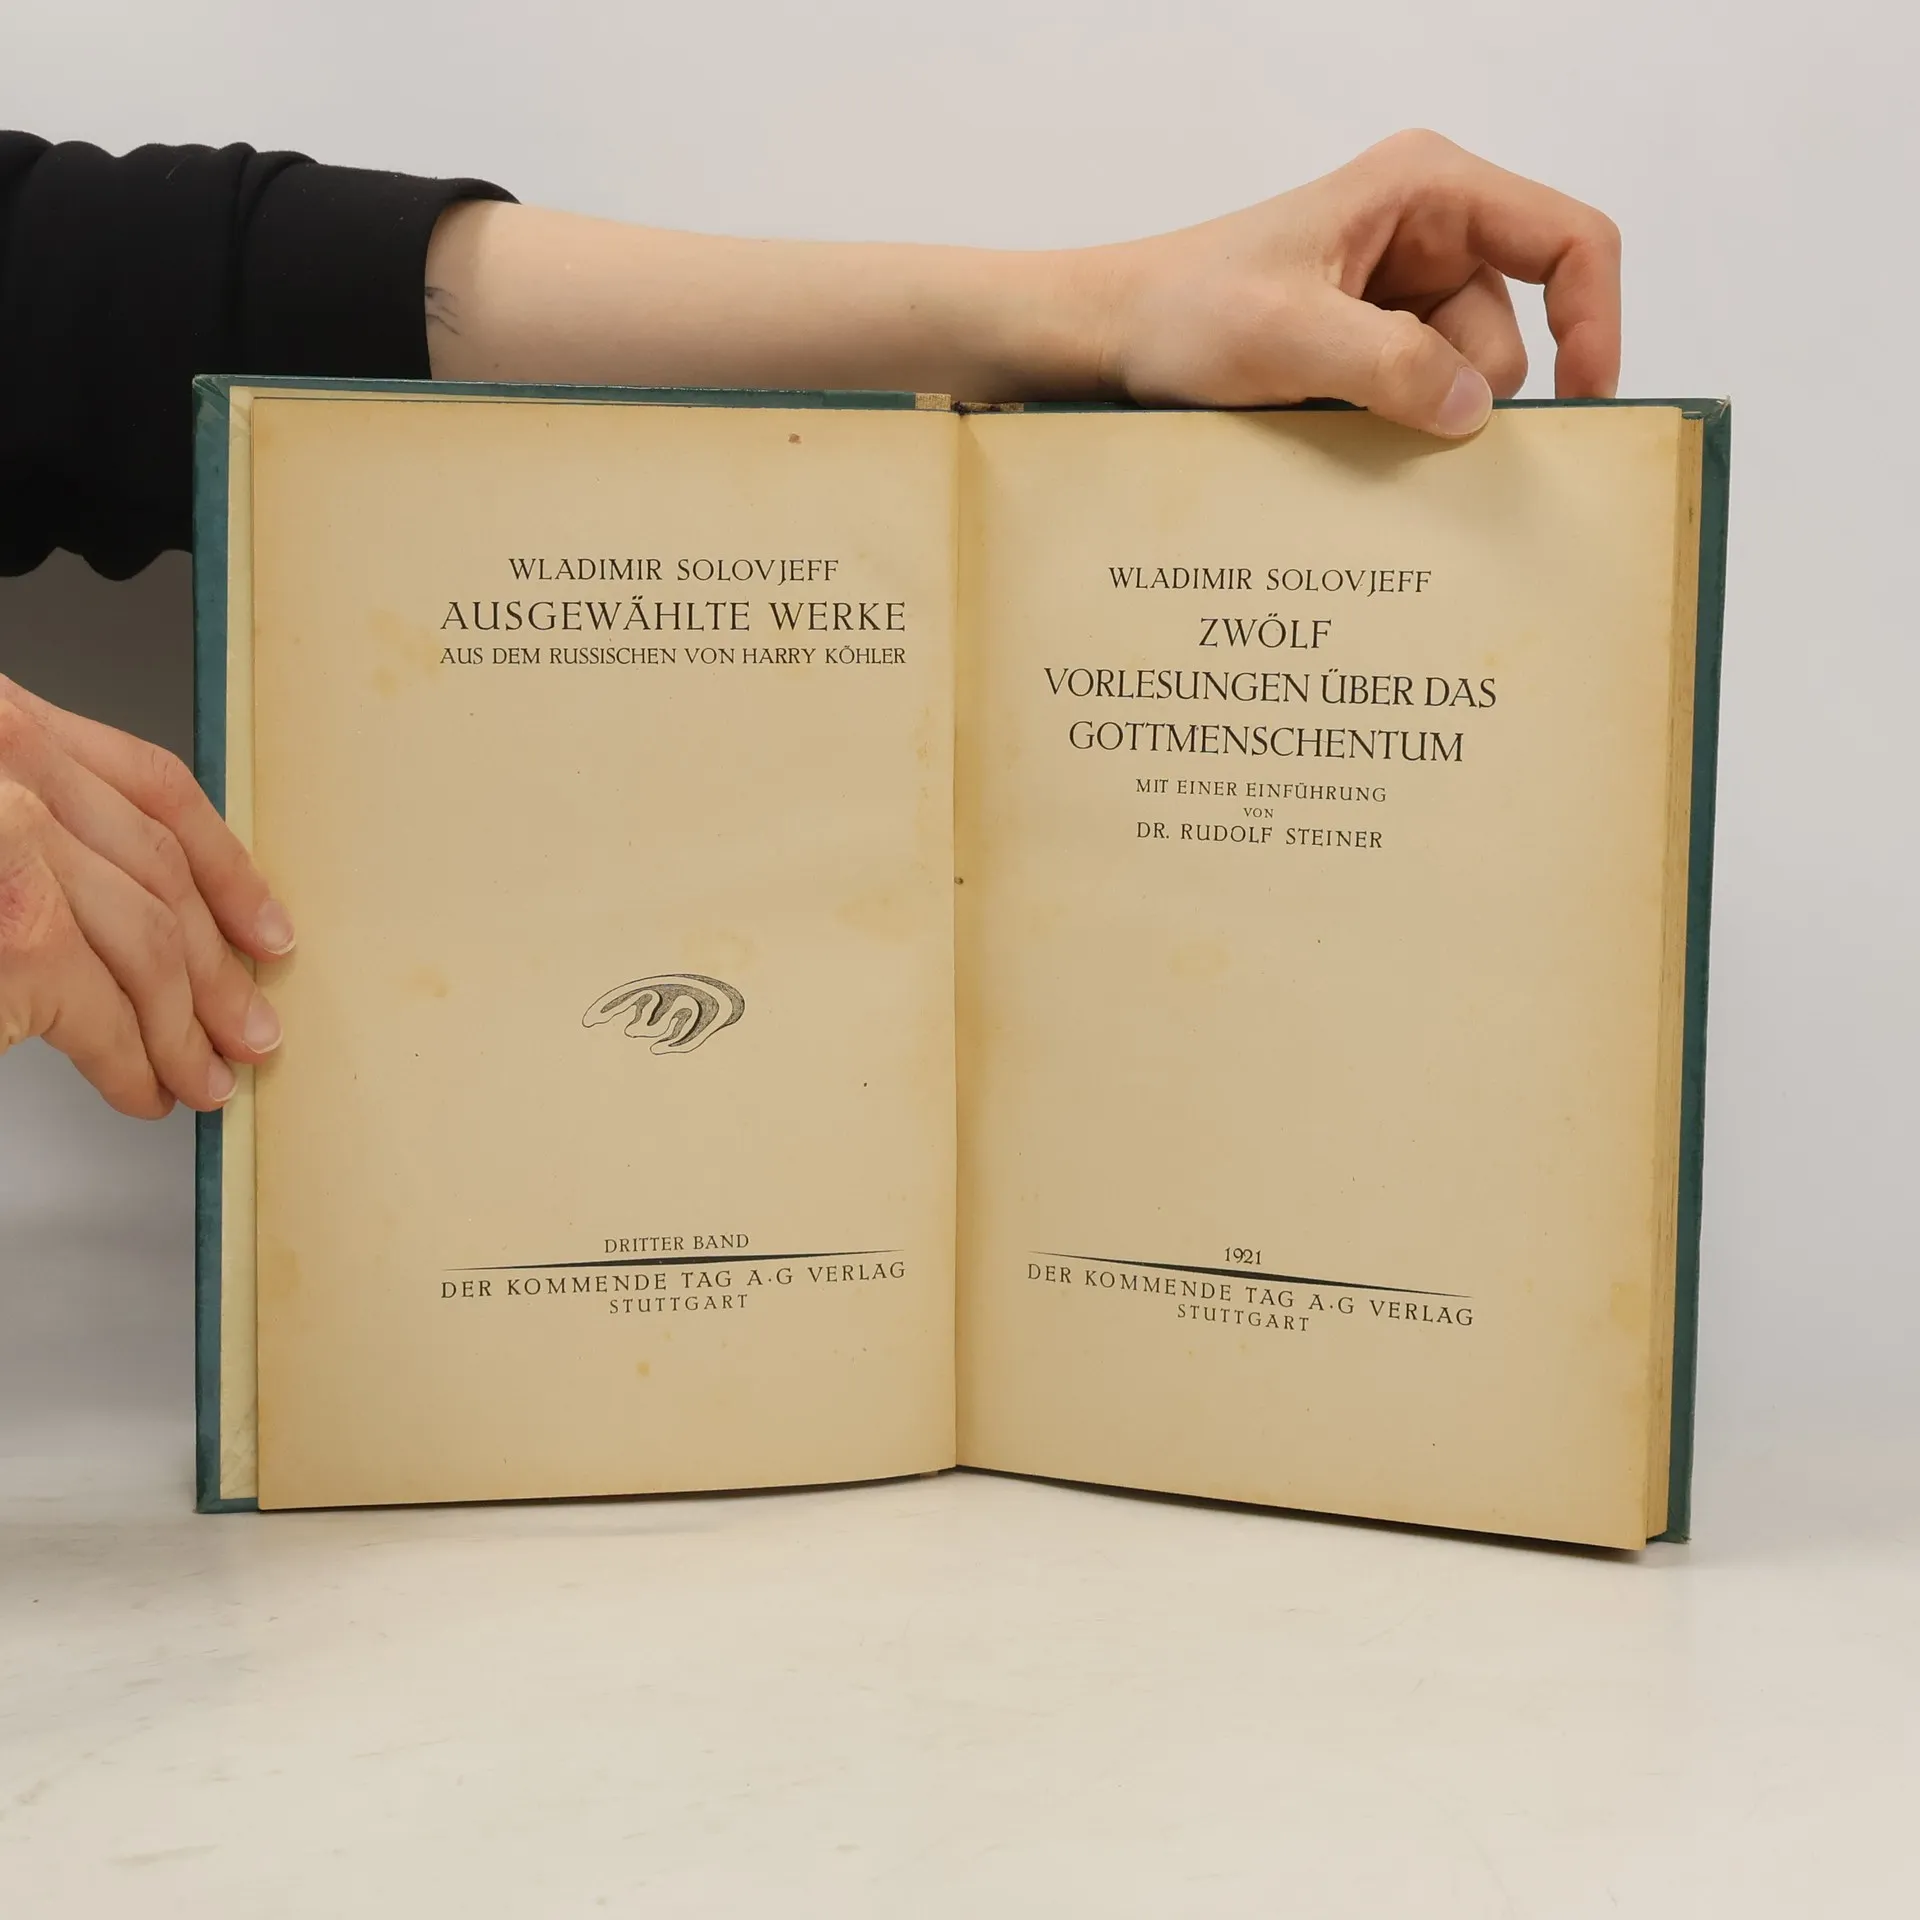 WLADIMIR SOLOVJEFF
AUSGEWÄHLTE WERKE
AUS DEM RUSSISCHEN VON HARRY KÖHLER
DRITTER BAND
DER KOMMENDE TAG A·G VERLAG
STUTTGART
WLADIMIR SOLOVJEFF
ZWÖLF
VORLESUNGEN ÜBER DAS
GOTTMENSCHENTUM
MIT EINER EINFÜHRUNG
VON
DR. RUDOLF STEINER
1921
DER KOMMENDE TAG A·G VERLAG
STUTTGART